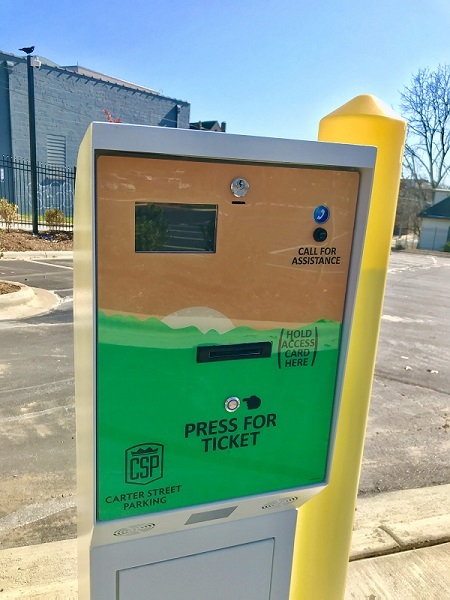 CALL FOR
ASSISTANCE
HOLD
ACCESS
CARD
HERE
PRESS FOR
TICKET
CSP
CARTER STREET
PARKING